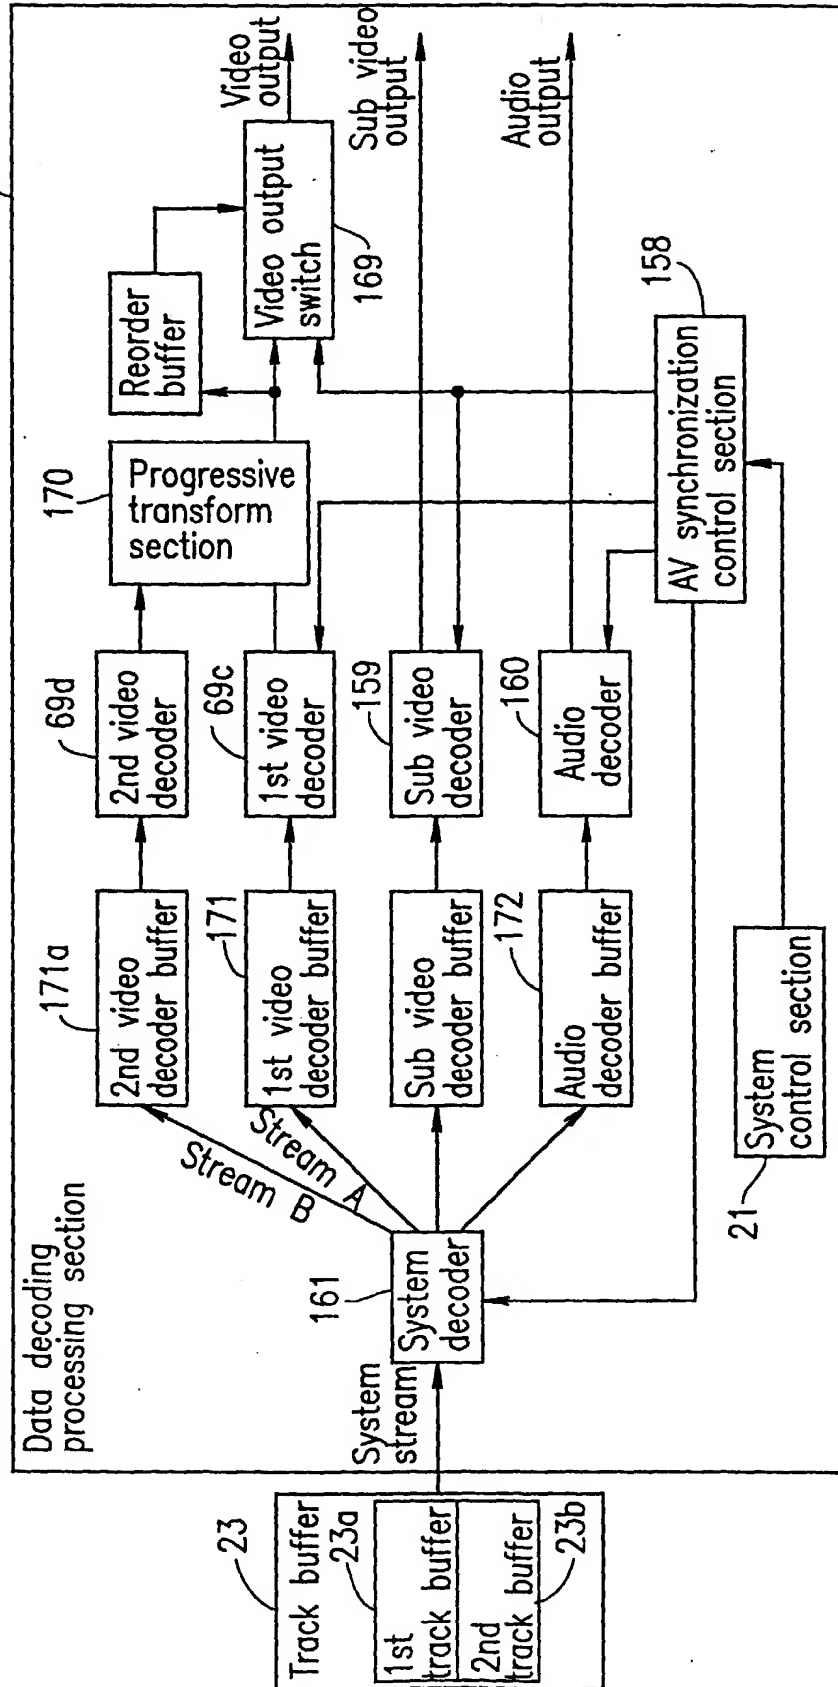 Data decoding
processing section
Track buffer
23
1st
track buffer
23a
2nd
track buffer
23b
System
stream
System
decoder
161
Stream B
Stream A
2nd video
decoder buffer
171a
1st video
decoder buffer
171
Sub video
decoder buffer
Audio
decoder buffer
172
2nd video
decoder
69d
1st video
decoder
69c
Sub video
decoder
159
Audio
decoder
160
Progressive
transform
section
170
Reorder
buffer
Video output
switch
169
Video
output
Sub video
output
Audio
output
AV synchronization
control section
158
System
control section
21